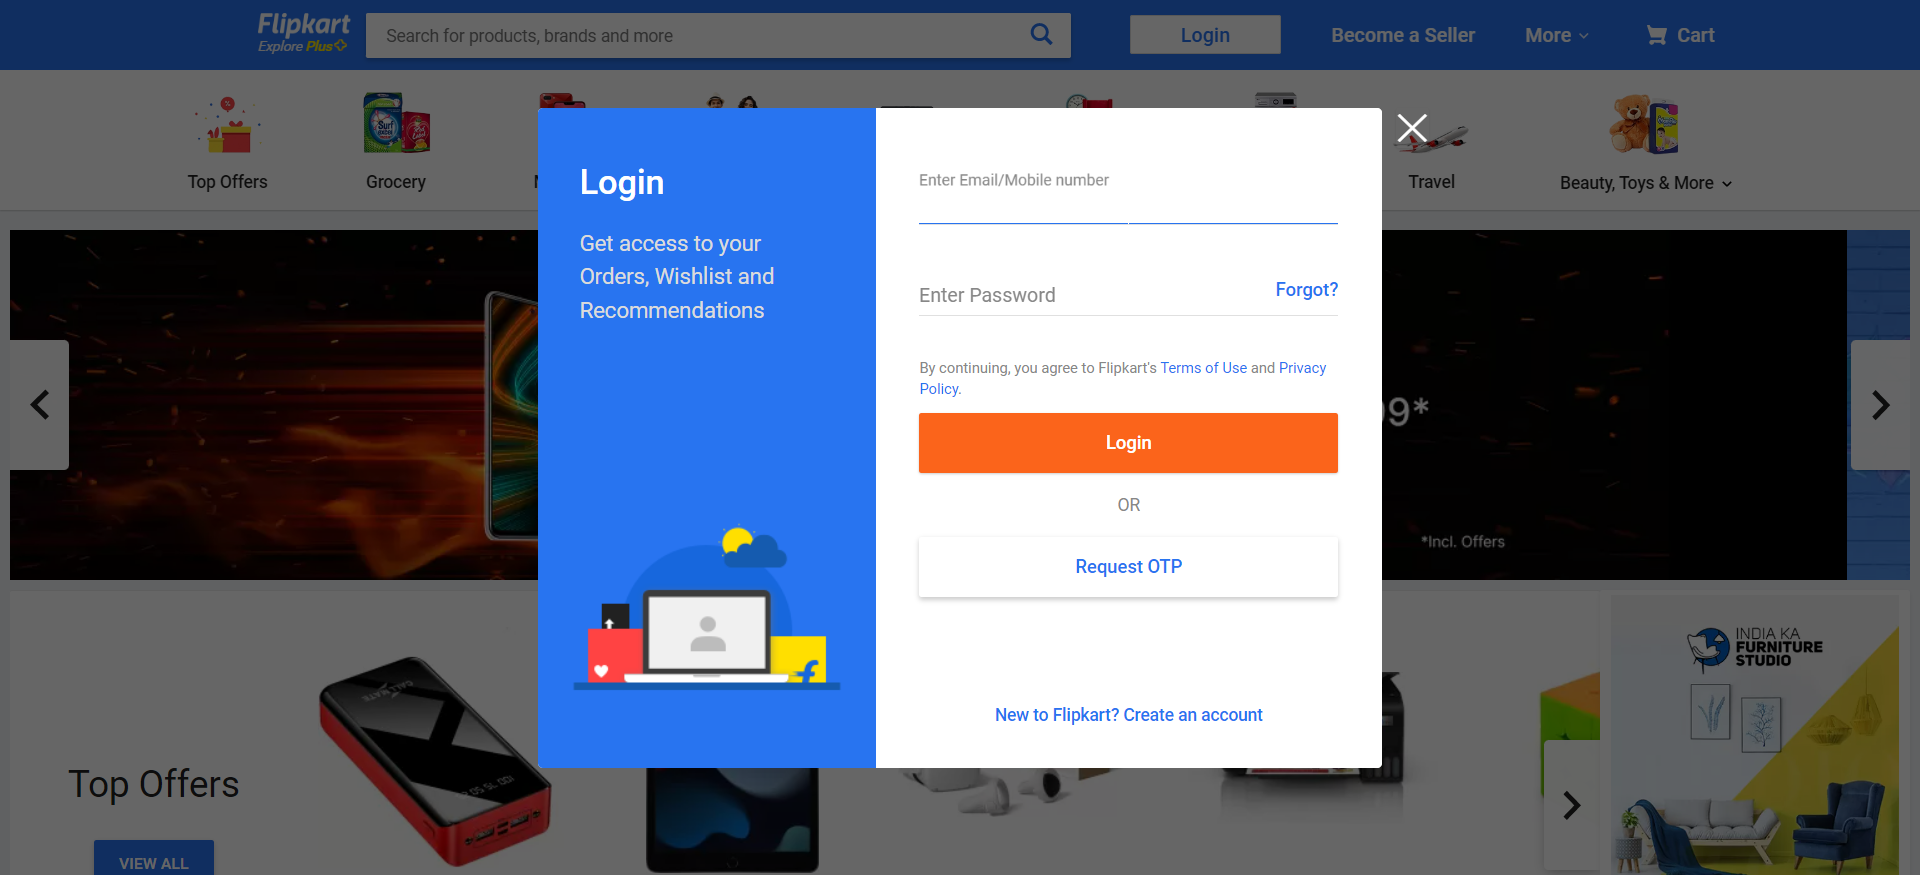 Flipkart
Explore Plus
Search for products, brands and more
Login
Become a Seller
More
Cart
Top Offers
Grocery
Travel
Beauty, Toys & More
Login
Get access to your
Orders, Wishlist and
Recommendations
Enter Email/Mobile number
Enter Password
Forgot?
By continuing, you agree to Flipkart's Terms of Use and Privacy
Policy.
Login
OR
Request OTP
New to Flipkart? Create an account
9*
*Incl. Offers
Top Offers
VIEW ALL
INDIA KA
FURNITURE
STUDIO